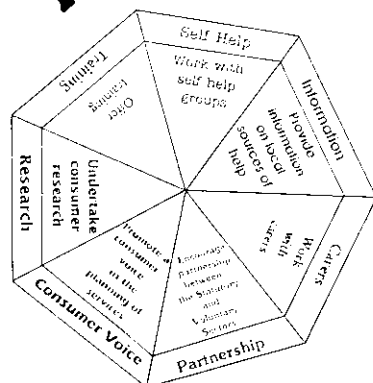 Self Help
Work with
self help
groups
Information
Provide
information
on local
sources of
help
Carers
Work
with
carers
Partnership
Encourage
Partnership
between
the Statutory
and
Voluntary
Sectors
Consumer Voice
Promote a
consumer
voice
in the
planning of
services
Research
Undertake
consumer
research
Training
Offer
training